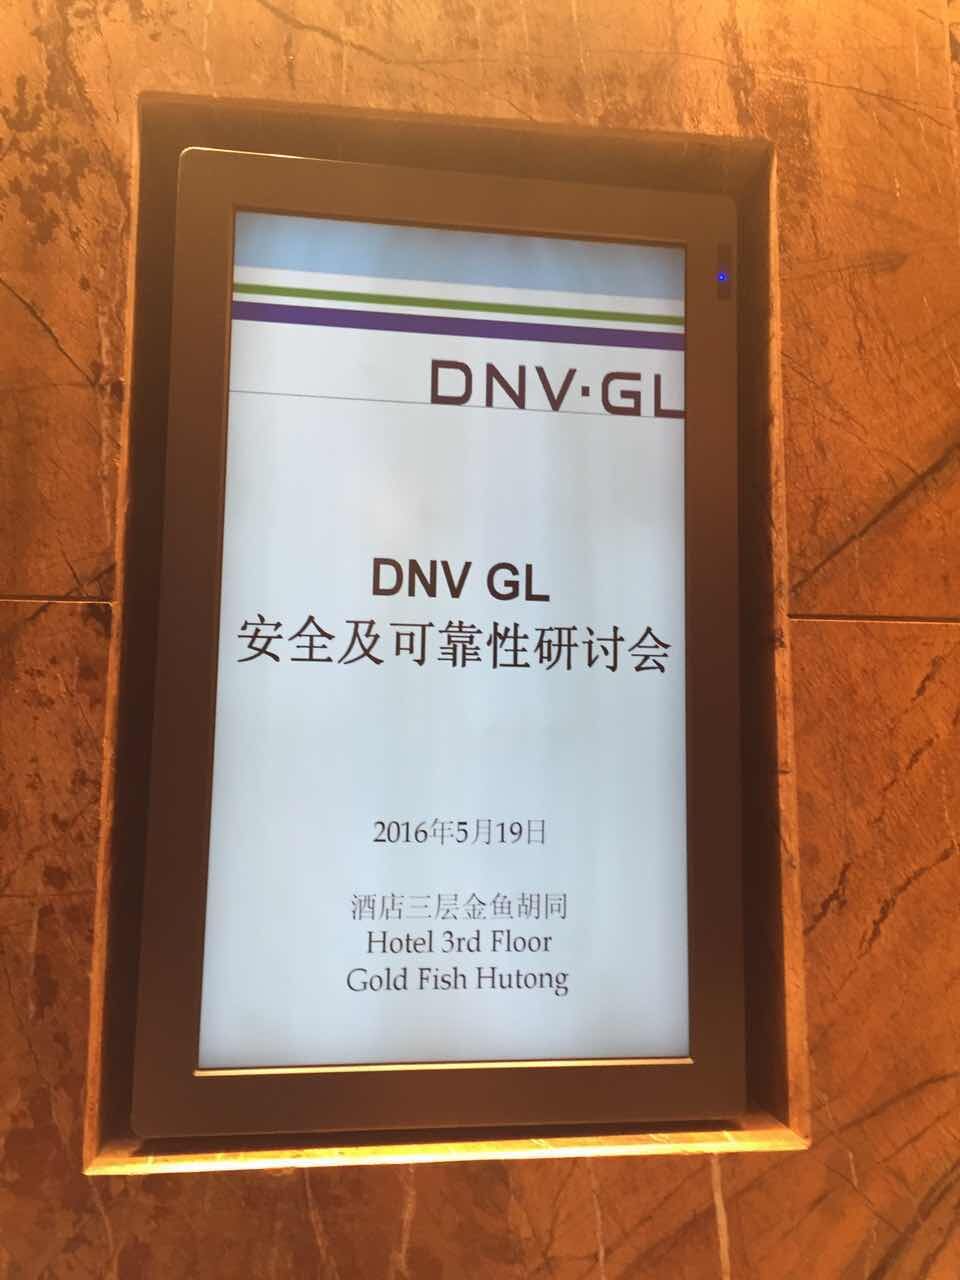 DNV·GL
DNV GL
安全及可靠性研讨会
2016年5月19日
酒店三层金鱼胡同
Hotel 3rd Floor
Gold Fish Hutong